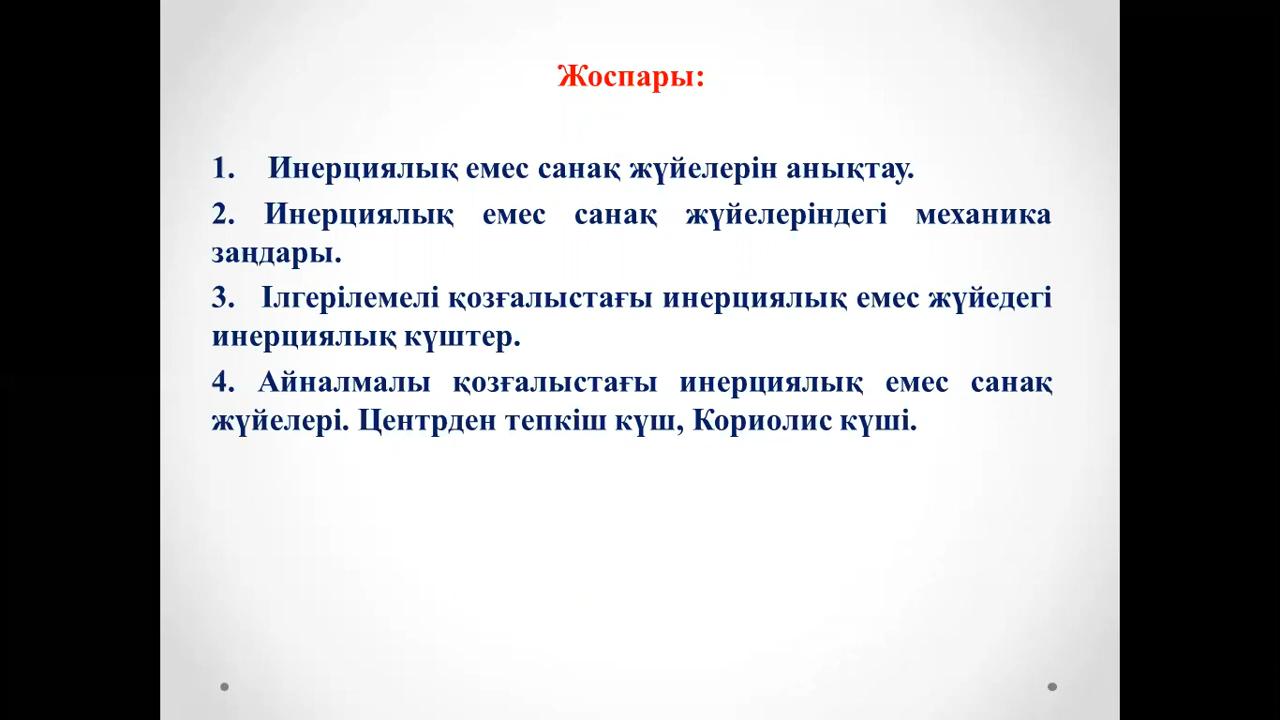 Жоспары:
1. Инерциялық емес санақ жүйелерін анықтау.
2. Инерциялық емес санақ жүйелеріндегі механика
заңдары.
3. Ілгерілемелі қозғалыстағы инерциялық емес жүйедегі
инерциялық күштер.
4. Айналмалы қозғалыстағы инерциялық емес санақ
жүйелері. Центрден тепкіш күш, Кориолис күші.